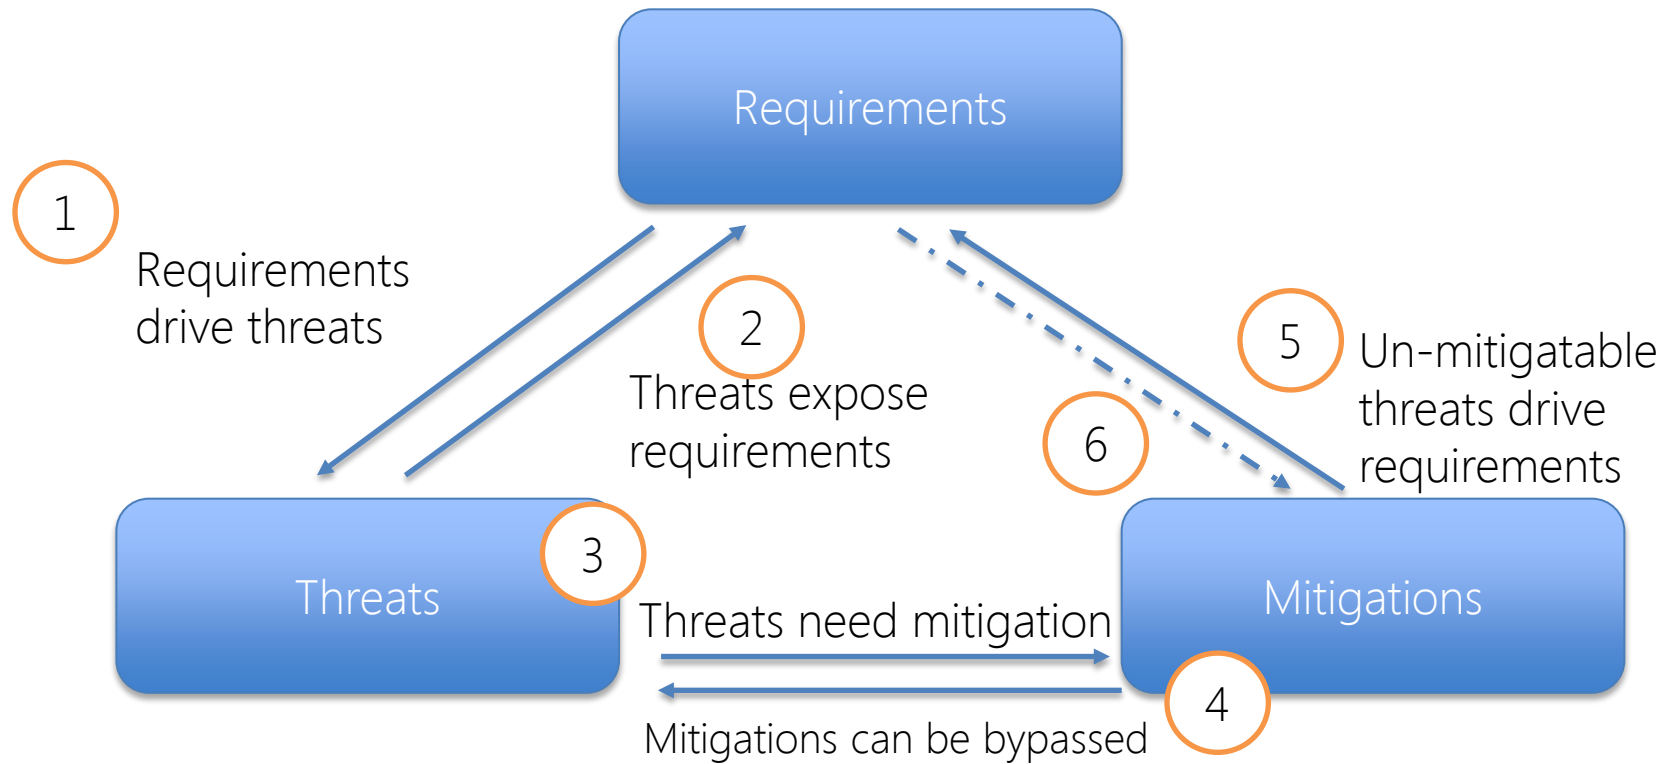 Requirements
1
Requirements
drive threats
2
Threats expose
requirements
5
Un-mitigatable
threats drive
requirements
6
3
Threats
Mitigations
Threats need mitigation
4
Mitigations can be bypassed